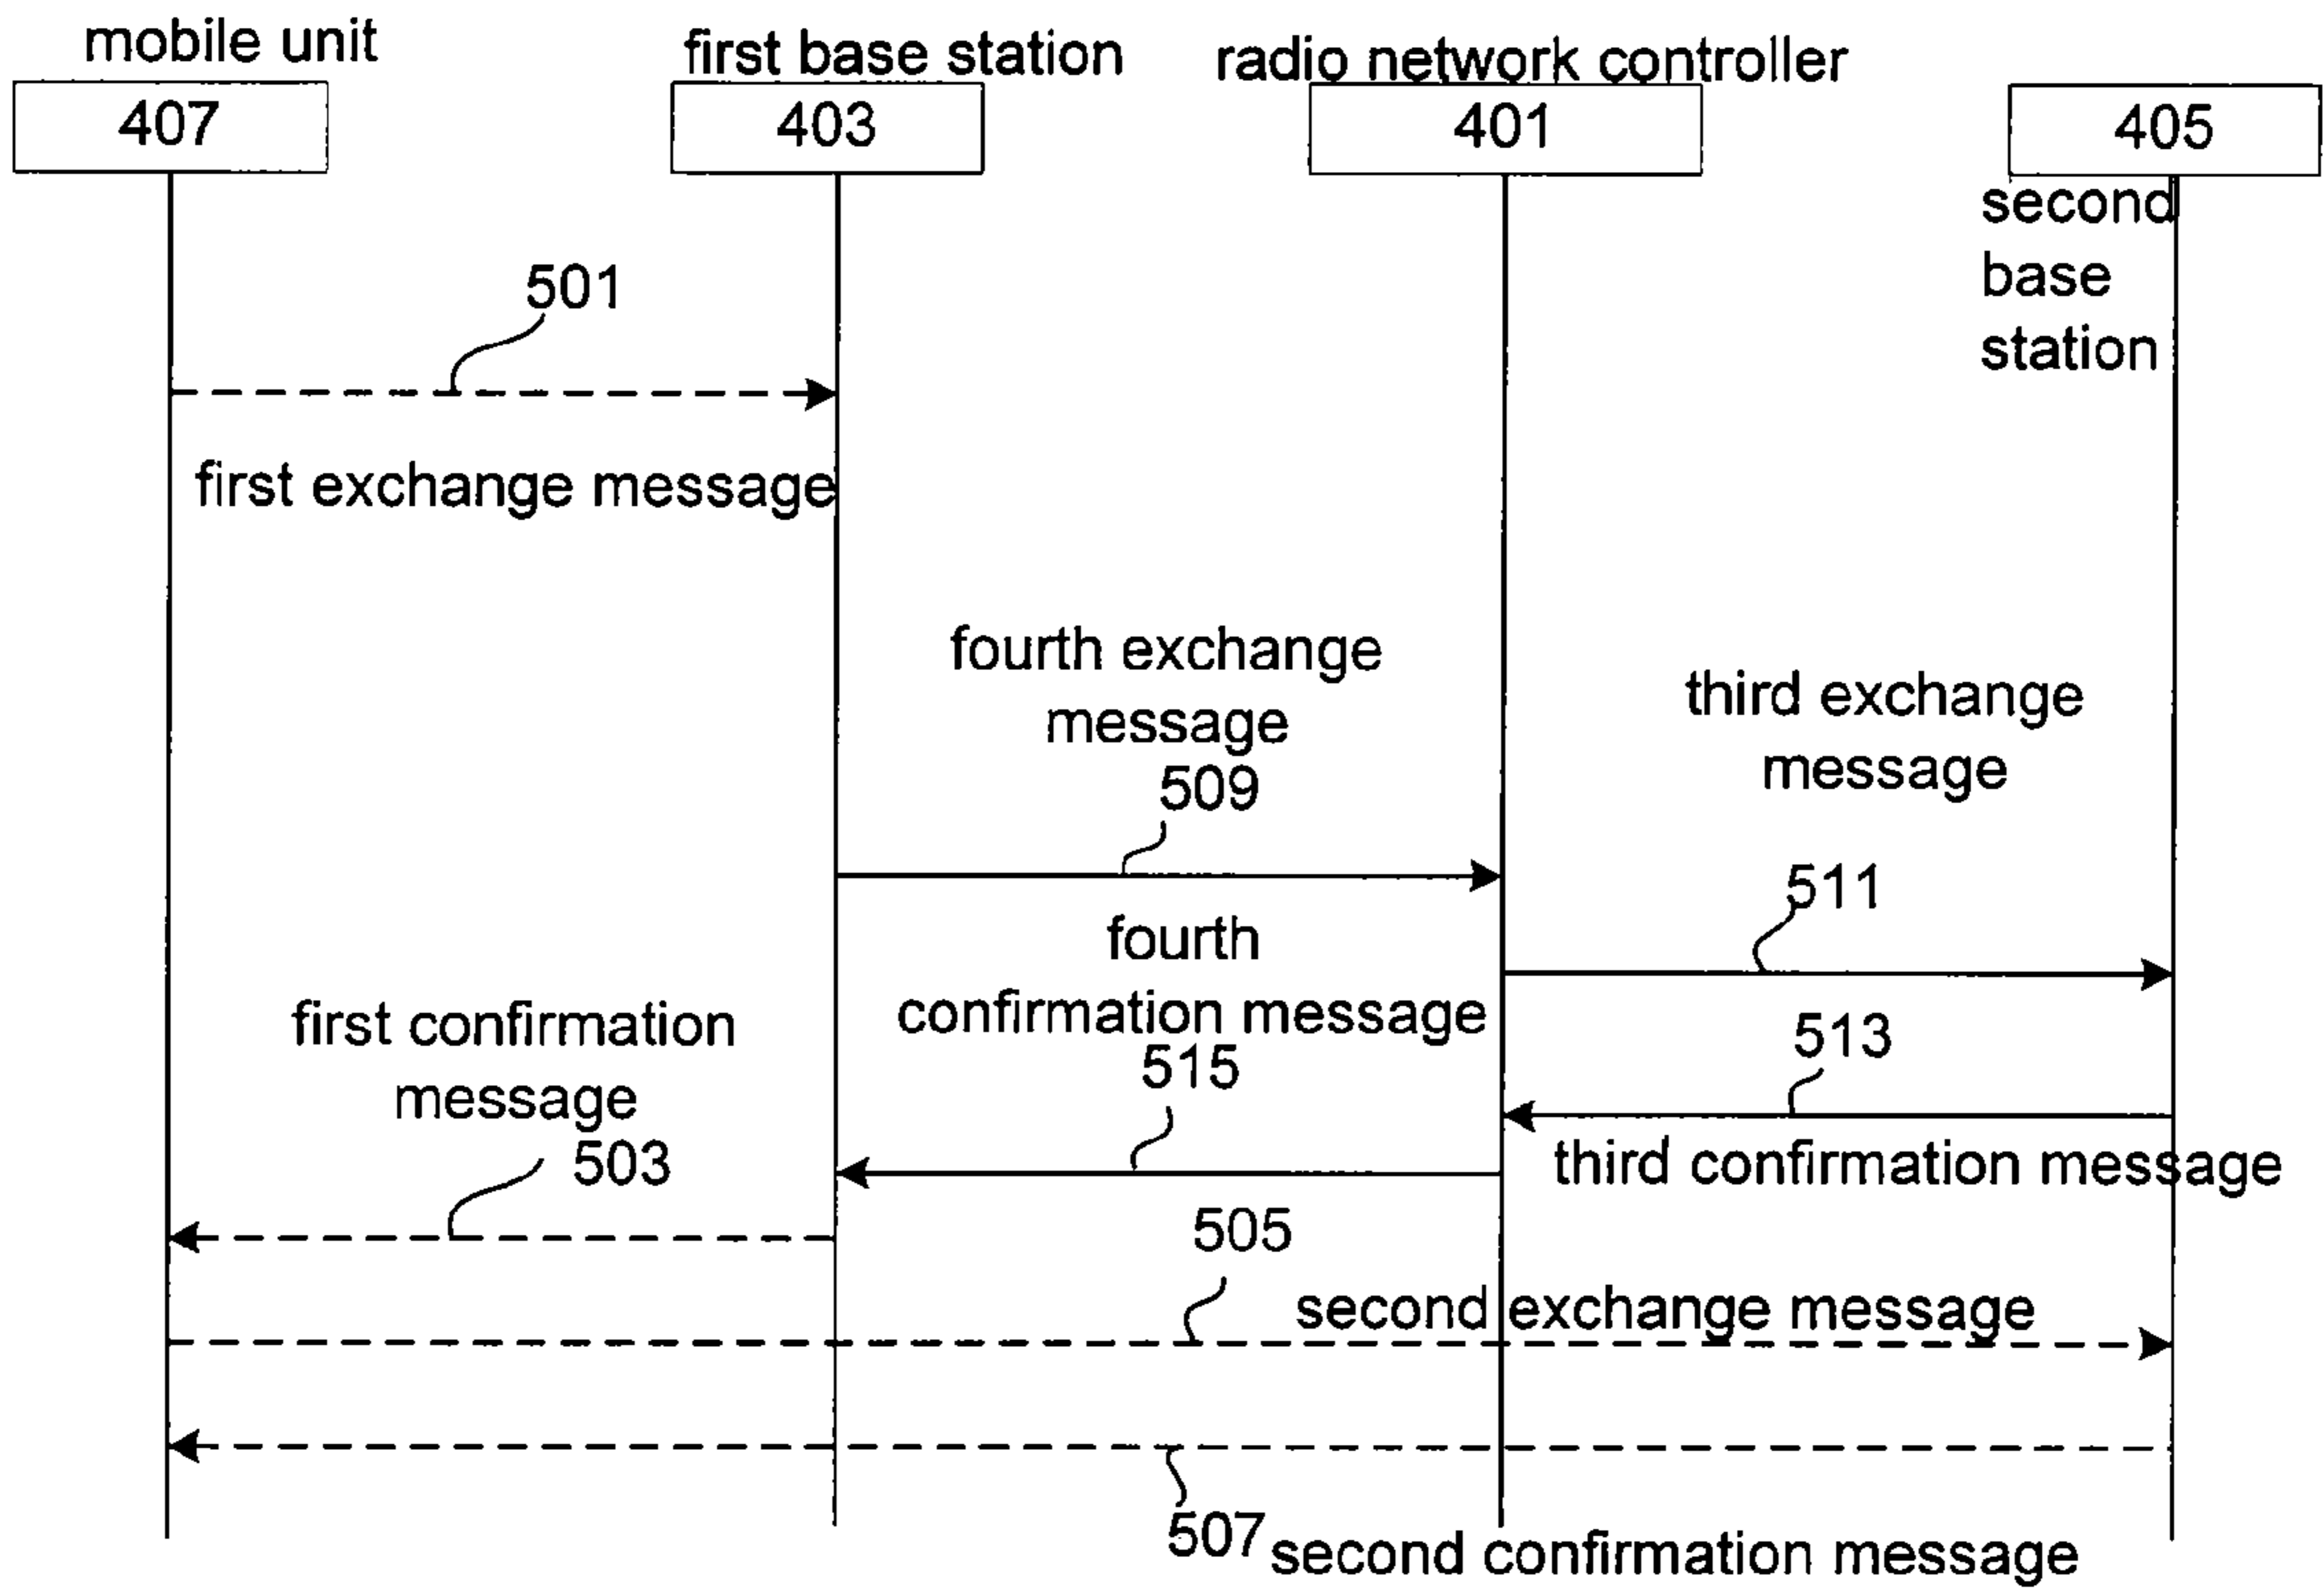 mobile unit
first base station
radio network controller
407
403
401
405
second
base
station
501
first exchange message
fourth exchange
message
509
third exchange
message
511
fourth
confirmation message
515
first confirmation
message
503
513
third confirmation message
505
second exchange message
507
second confirmation message